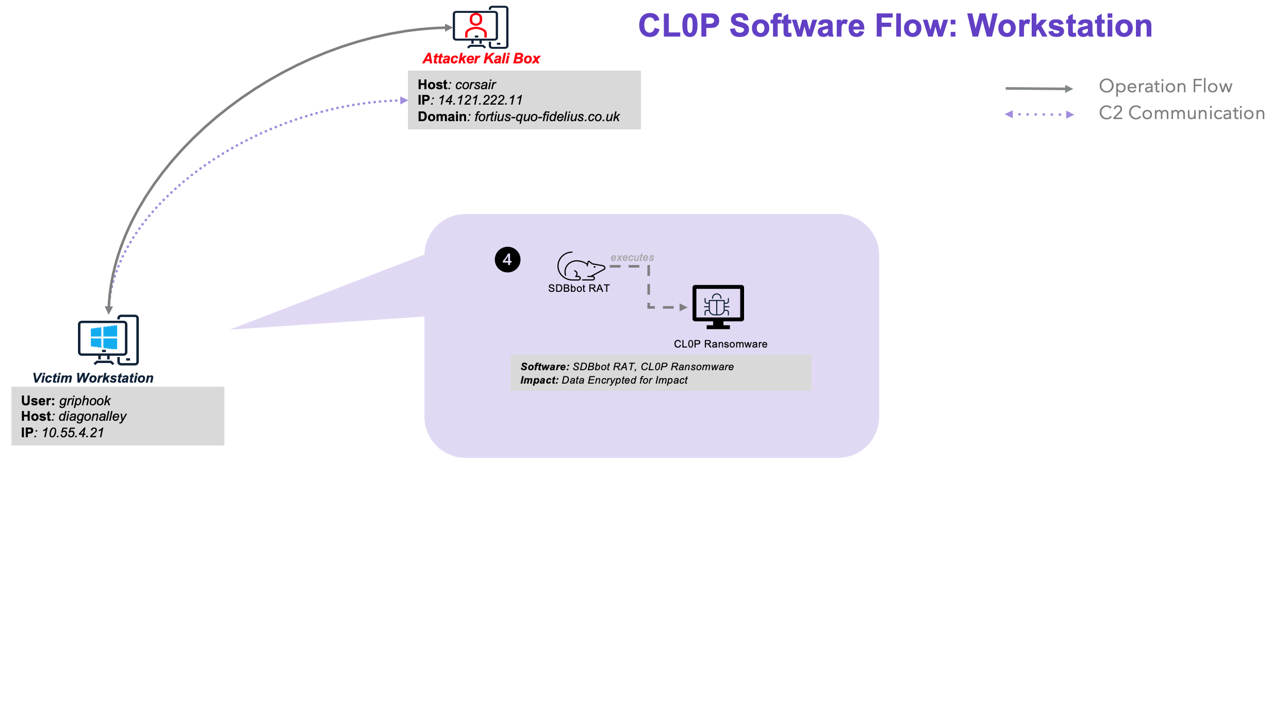 CL0P Software Flow: Workstation
Attacker Kali Box
Host: corsair
IP: 14.121.222.11
Domain: fortius-quo-fidelius.co.uk
Operation Flow
C2 Communication
4
executes
SDBbot RAT
CL0P Ransomware
Software: SDBbot RAT, CL0P Ransomware
Impact: Data Encrypted for Impact
Victim Workstation
User: griphook
Host: diagonalley
IP: 10.55.4.21